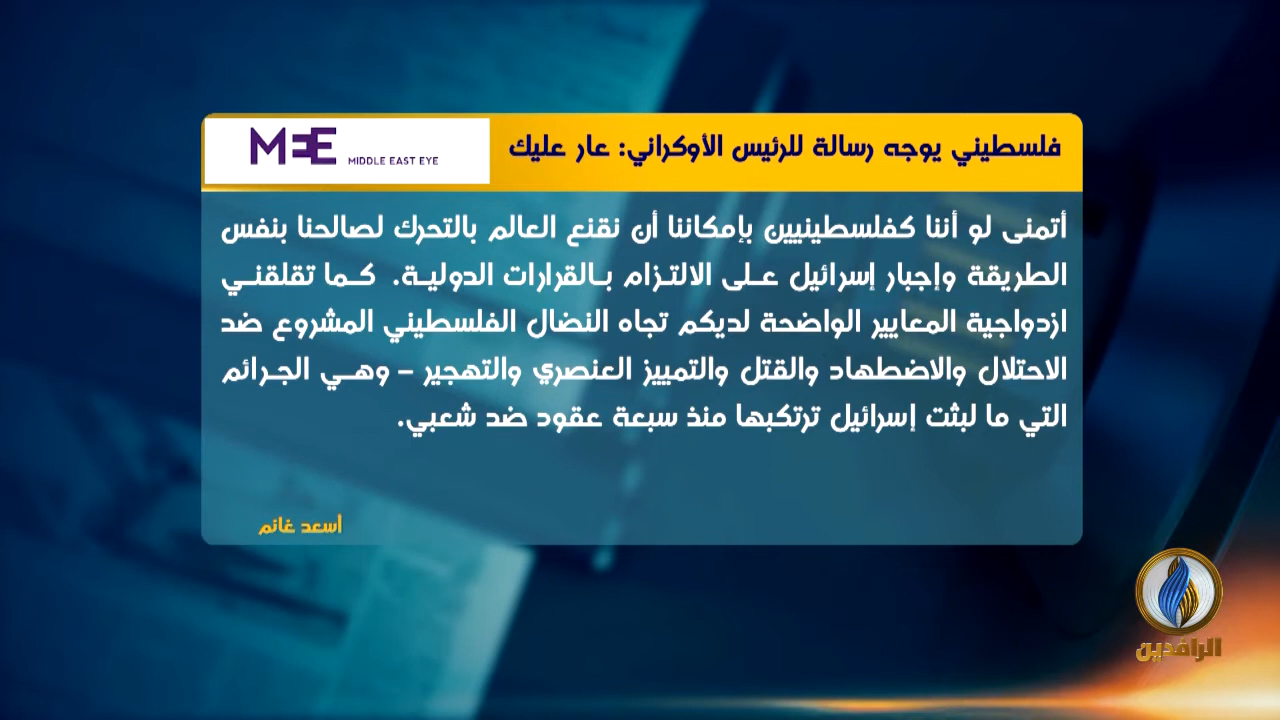 فلسطيني يوجه رسالة للرئيس الأوكراني: عار عليك
MEE MIDDLE EAST EYE
أتمنى لو أننا كفلسطينيين بإمكاننا أن نقنع العالم بالتحرك لصالحنا بنفس
الطريقة وإجبار إسرائيل على الالتزام بالقرارات الدولية. كما تقلقني
ازدواجية المعايير الواضحة لديكم تجاه النضال الفلسطيني المشروع ضد
الاحتلال والاضطهاد والقتل والتمييز العنصري والتهجير – وهي الجرائم
التي ما لبثت إسرائيل ترتكبها منذ سبعة عقود ضد شعبي.
أسعد غانم
الرافدين